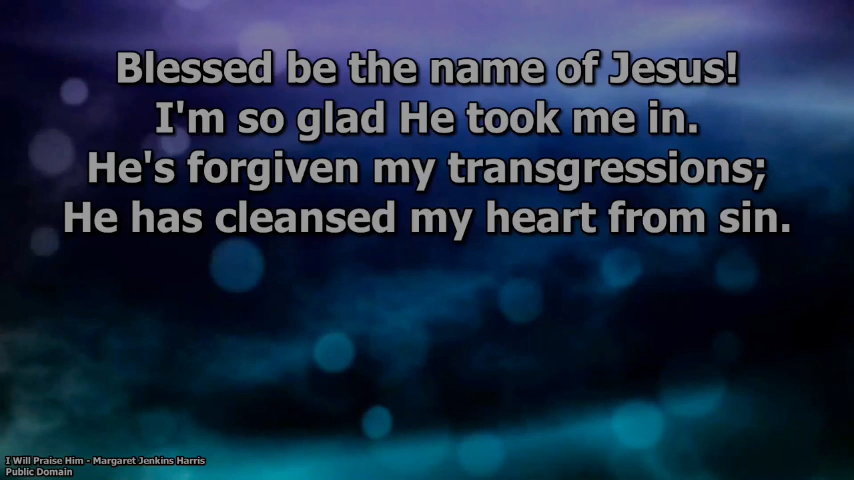 Blessed be the name of Jesus!
I'm so glad He took me in.
He's forgiven my transgressions;
He has cleansed my heart from sin.
I Will Praise Him - Margaret Jenkins Harris
Public Domain